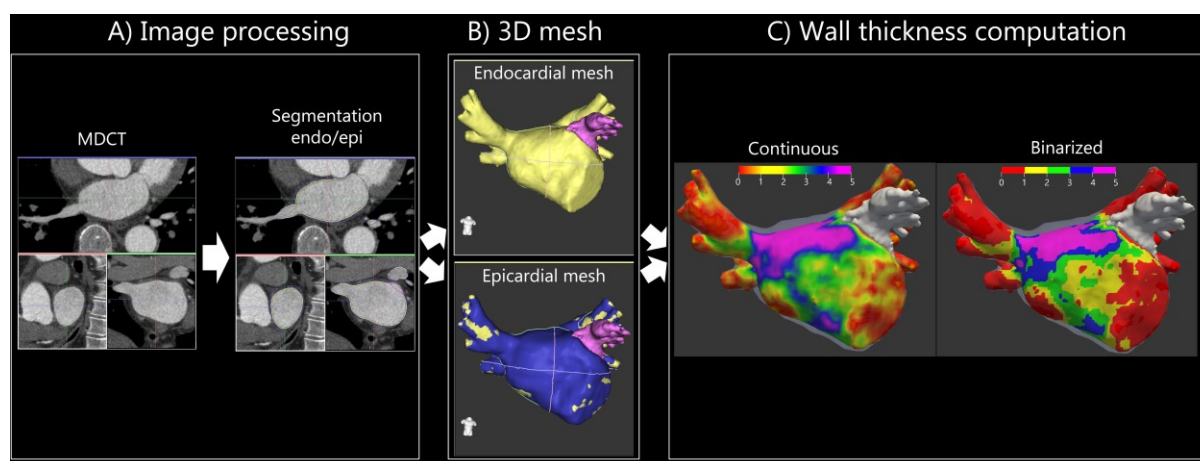 A) Image processing
MDCT
Segmentation
endo/epi
B) 3D mesh
Endocardial mesh
Epicardial mesh
C) Wall thickness computation
Continuous
0 1 2 3 4 5
Binarized
0 1 2 3 4 5